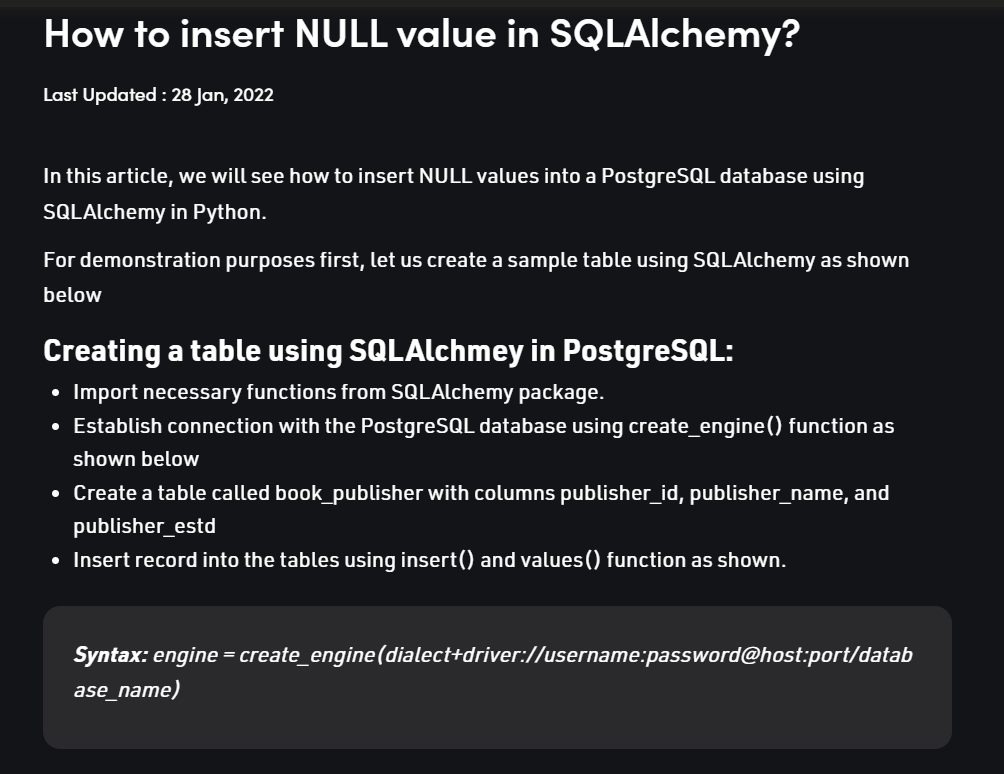 How to insert NULL value in SQLAlchemy?
Last Updated : 28 Jan, 2022
In this article, we will see how to insert NULL values into a PostgreSQL database using
SQLAlchemy in Python.
For demonstration purposes first, let us create a sample table using SQLAlchemy as shown
below
Creating a table using SQLAlchmey in PostgreSQL:
• Import necessary functions from SQLAlchemy package.
• Establish connection with the PostgreSQL database using create_engine() function as
shown below
• Create a table called book_publisher with columns publisher_id, publisher_name, and
publisher_estd
• Insert record into the tables using insert() and values() function as shown.
Syntax: engine = create_engine(dialect+driver://username:password@host:port/datab
ase_name)